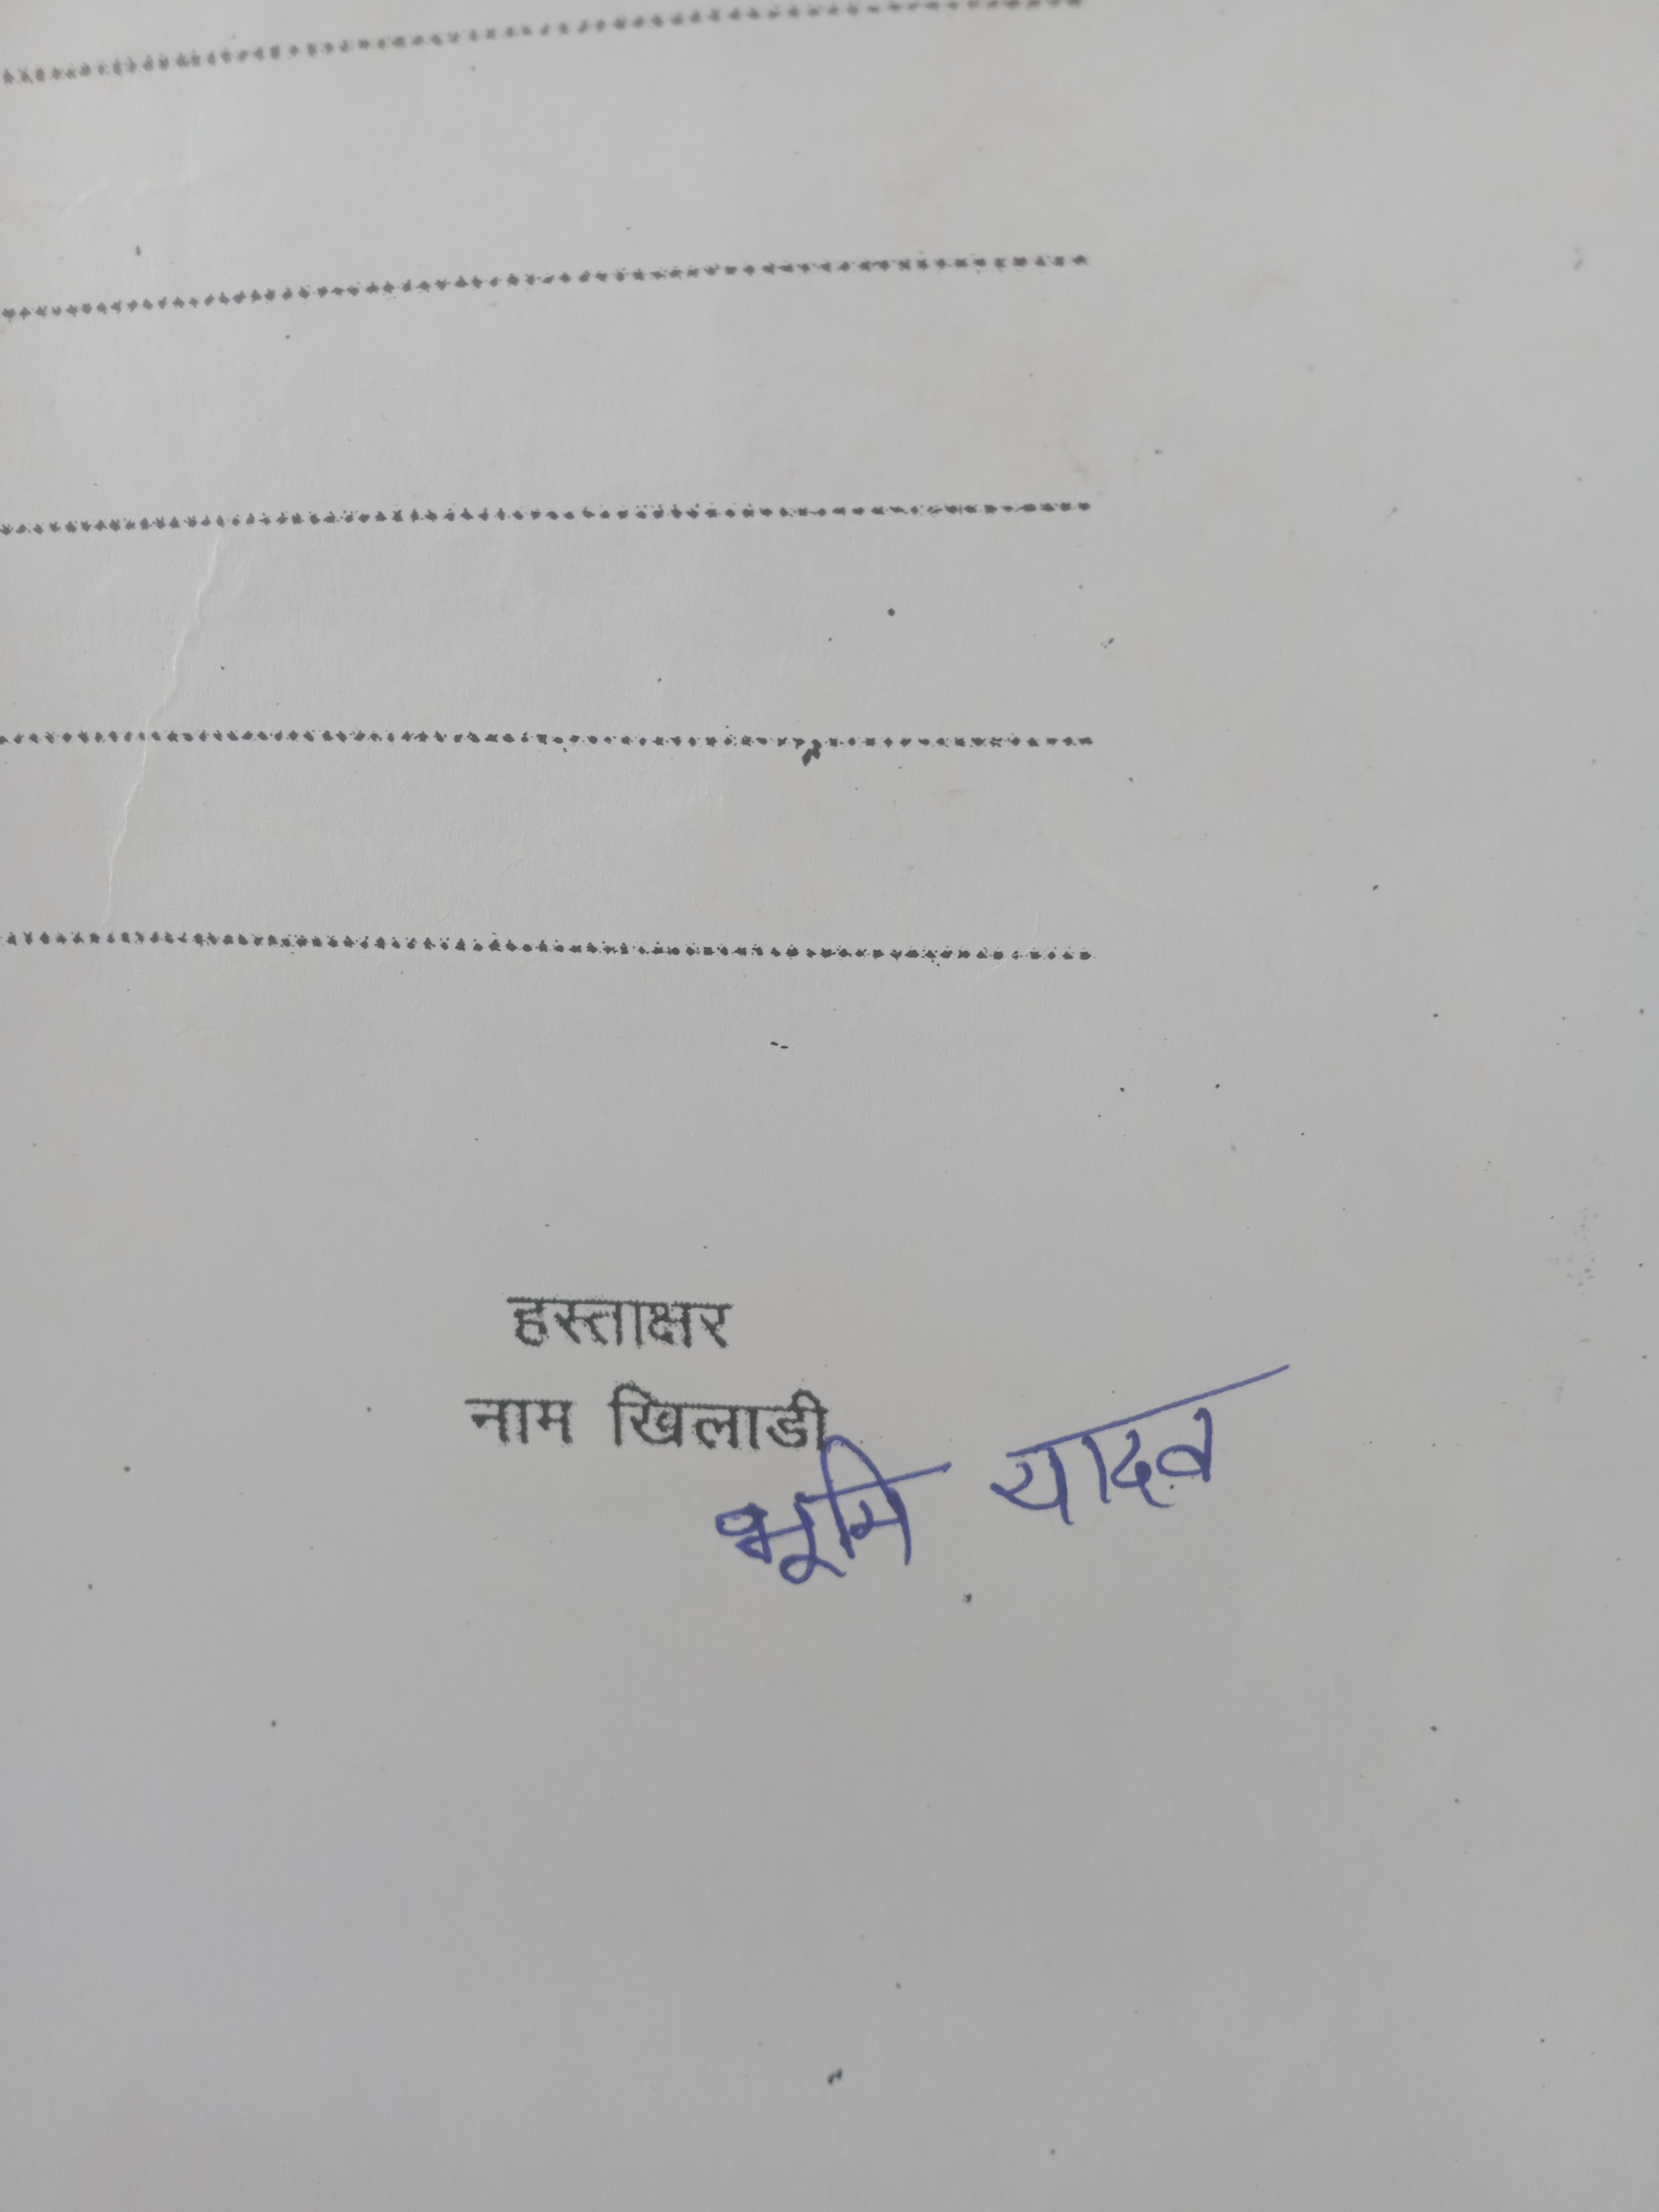 हस्ताक्षर
नाम खिलाडी
भूमि यादव